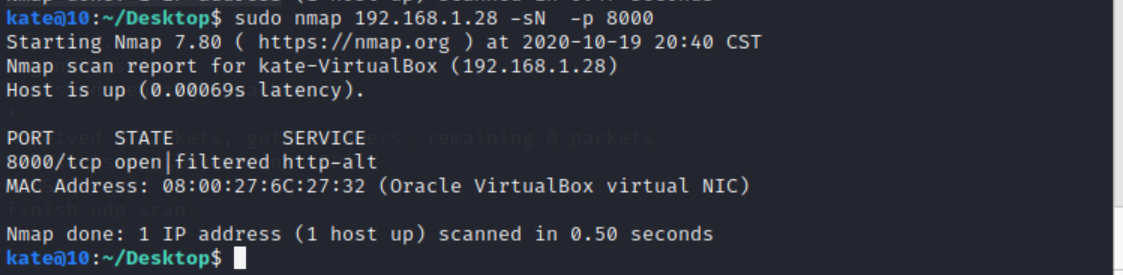 kate@10:~/Desktop$ sudo nmap 192.168.1.28 -sN  -p 8000
Starting Nmap 7.80 ( https://nmap.org ) at 2020-10-19 20:40 CST
Nmap scan report for kate-VirtualBox (192.168.1.28)
Host is up (0.00069s latency).
PORT     STATE         SERVICE
8000/tcp open|filtered http-alt
MAC Address: 08:00:27:6C:27:32 (Oracle VirtualBox virtual NIC)
finish udp scan.
Nmap done: 1 IP address (1 host up) scanned in 0.50 seconds
kate@10:~/Desktop$